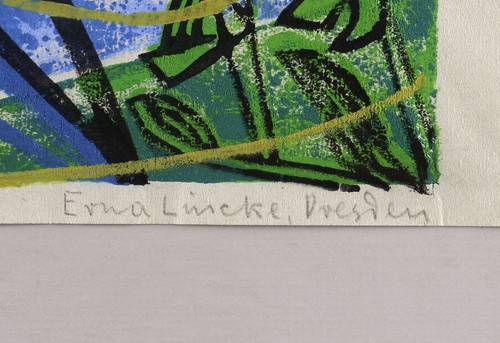 Erna Lincke, Dresden